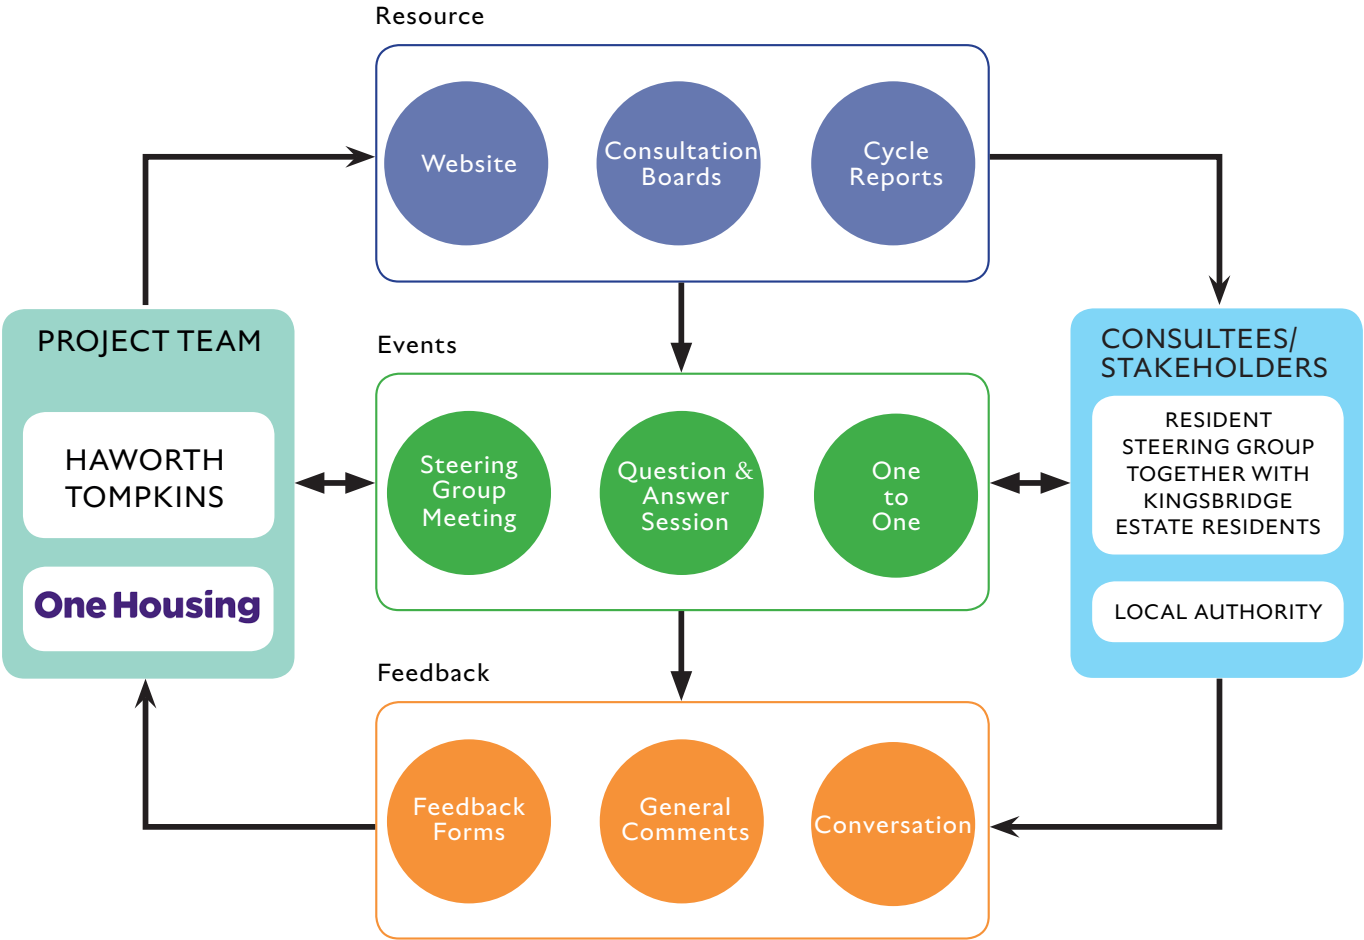 Resource
Website
Consultation
Boards
Cycle
Reports
PROJECT TEAM
HAWORTH
TOMPKINS
One Housing
Events
Steering
Group
Meeting
Question &
Answer
Session
One
to
One
CONSULTEES/
STAKEHOLDERS
RESIDENT
STEERING GROUP
TOGETHER WITH
KINGSBRIDGE
ESTATE RESIDENTS
LOCAL AUTHORITY
Feedback
Feedback
Forms
General
Comments
Conversation